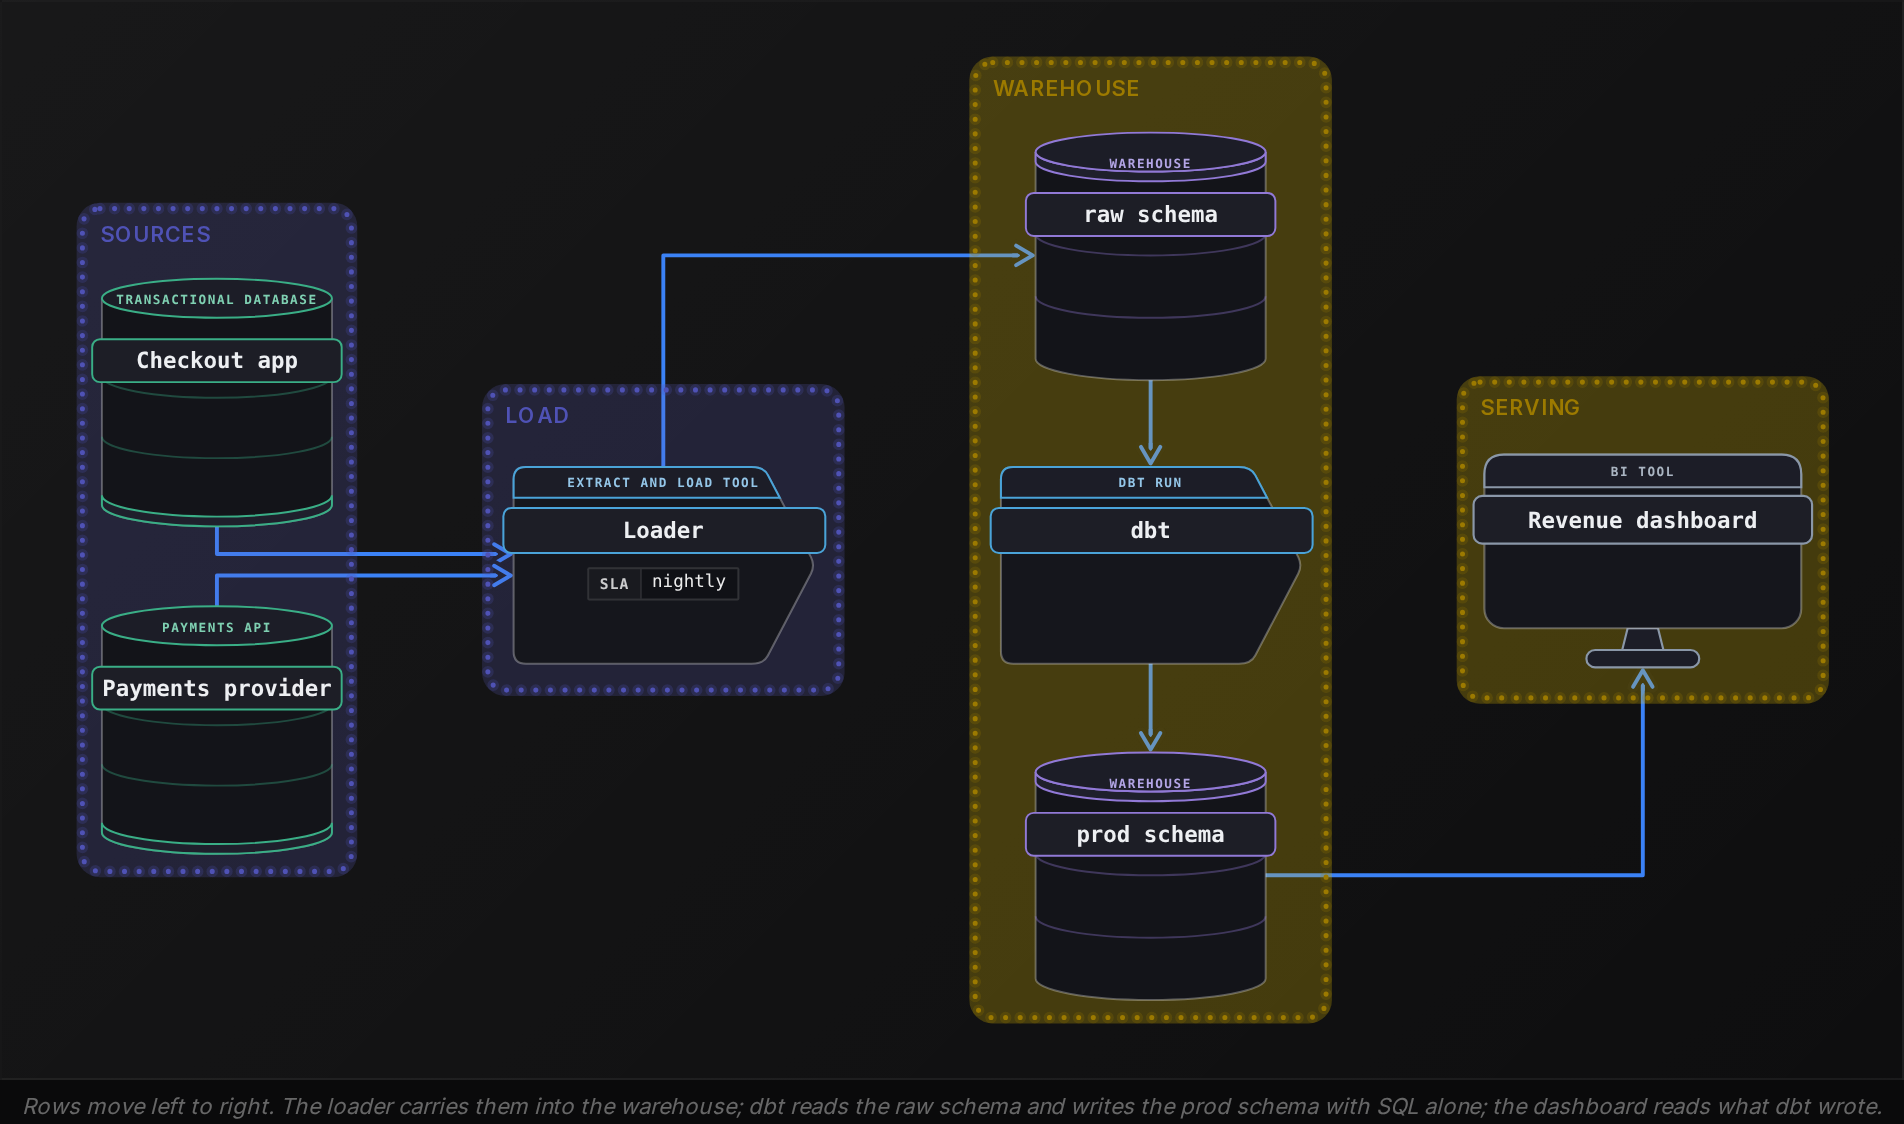 SOURCES
TRANSACTIONAL DATABASE
Checkout app
PAYMENTS API
Payments provider
LOAD
EXTRACT AND LOAD TOOL
Loader
SLA nightly
WAREHOUSE
WAREHOUSE
raw schema
DBT RUN
dbt
WAREHOUSE
prod schema
SERVING
BI TOOL
Revenue dashboard
Rows move left to right. The loader carries them into the warehouse; dbt reads the raw schema and writes the prod schema with SQL alone; the dashboard reads what dbt wrote.